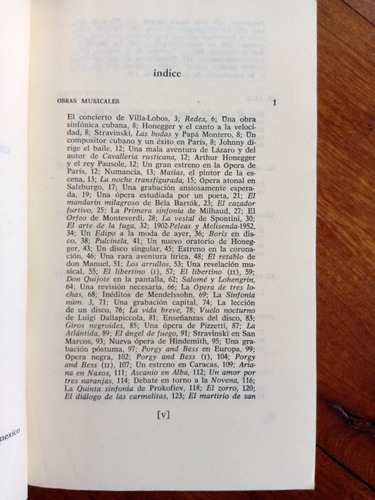 índice
OBRAS MUSICALES 1
El concierto de Villa-Lobos, 3; Redes, 6; Una obra
sinfónica cubana, 8; Honegger y el canto a la veloci-
dad, 8; Stravinski, Las bodas y Papá Montero, 8; Un
compositor cubano y un éxito en París, 8; Johnny
dirige el baile, 12; Una mala aventura de Lázaro y del
autor de Cavalleria rusticana, 12; Arthur Honegger
y el rey Pausole, 12; Un gran estreno en la Ópera de
París, 12; Numancia, 13; Matías, el pintor de la es-
cena, 13; La noche transfigurada, 15; Ópera atonal en
Salzburgo, 17; Una grabación ansiosamente espera-
da, 19; Una ópera estudiada por un poeta, 21; El
mandarín milagroso de Béla Bartók, 23; El cazador
furtivo, 25; La Primera sinfonía de Milhaud, 27; El
Orfeo de Monteverdi, 28; La vestal de Spontini, 30;
El arte de la fuga, 32; 1902-Peleas y Melisenda-1952,
34; Un Edipo a la moda de ayer, 36; Boris en dis-
co, 38; Pulcinela, 41; Un nuevo oratorio de Honeg-
ger, 43; Un disco singular, 45; Estreno en la corona-
ción, 46; Una rara aventura lírica, 48; El retablo de
don Manuel, 51; Los arrullos, 53; Una revelación mu-
sical, 55; El libertino (I), 57; El libertino (II), 59;
Don Quijote en la pantalla, 62; Salomé y Lohengrin,
64; Una revisión necesaria, 66; La Ópera de tres lo-
chas, 68; Inéditos de Mendelssohn, 69; La Sinfonía
núm. 3, 71; Una grabación capital, 74; La lección
de un disco, 76; La vida breve, 78; Vuelo nocturno
de Luigi Dallapiccola, 81; Enseñanzas del disco, 83;
Giros negroides, 85; Una ópera de Pizzetti, 87; La
Atlántida, 89; El ángel de fuego, 91; Stravinski en San
Marcos, 93; Nueva ópera de Hindemith, 95; Una gra-
bación póstuma, 97; Porgy and Bess en Europa, 99;
Ópera negra, 102; Porgy and Bess (I), 104; Porgy
and Bess (II), 107; Un estreno en Caracas, 109; Aria-
na en Naxos, 111; Ascanio en Alba, 112; Un amor por
tres naranjas, 114; Debate en torno a la Novena, 116;
La Quinta sinfonía de Prokofiev, 118; El zorro, 120;
El diálogo de las carmelitas, 123; El martirio de san
[V]
mexico